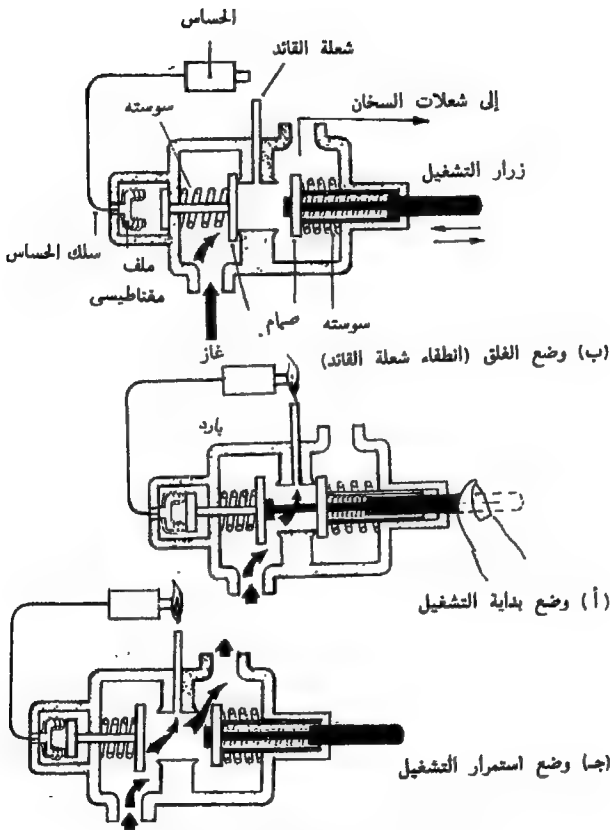 الحساس
شعلة القائد
سوسته
إلى شعلات السخان
زرار التشغيل
سلك الحساس
ملف
مغناطيسى
صمام
سوسته
غاز
(ب) وضع الغلق (انطفاء شعلة القائد)
بارد
(أ) وضع بداية التشغيل
(جـ) وضع استمرار التشغيل